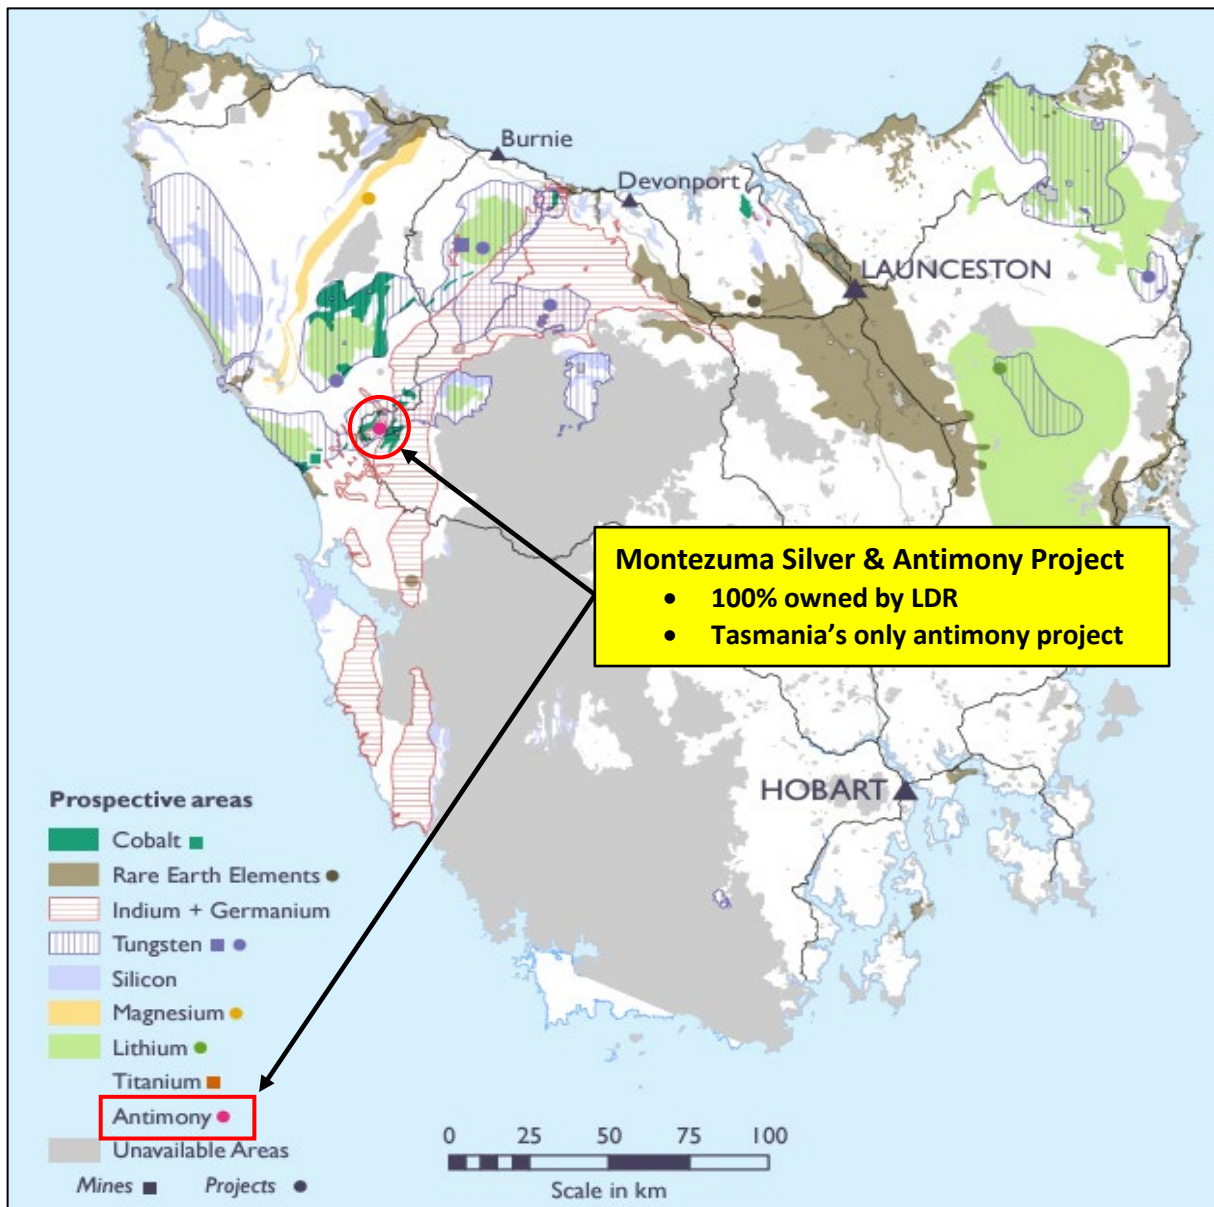 Burnie
Devonport
LAUNCESTON
Montezuma Silver & Antimony Project
• 100% owned by LDR
• Tasmania's only antimony project
HOBART
Prospective areas
Cobalt
Rare Earth Elements
Indium + Germanium
Tungsten
Silicon
Magnesium
Lithium
Titanium
Antimony
Unavailable Areas
Mines Projects
0 25 50 75 100
Scale in km